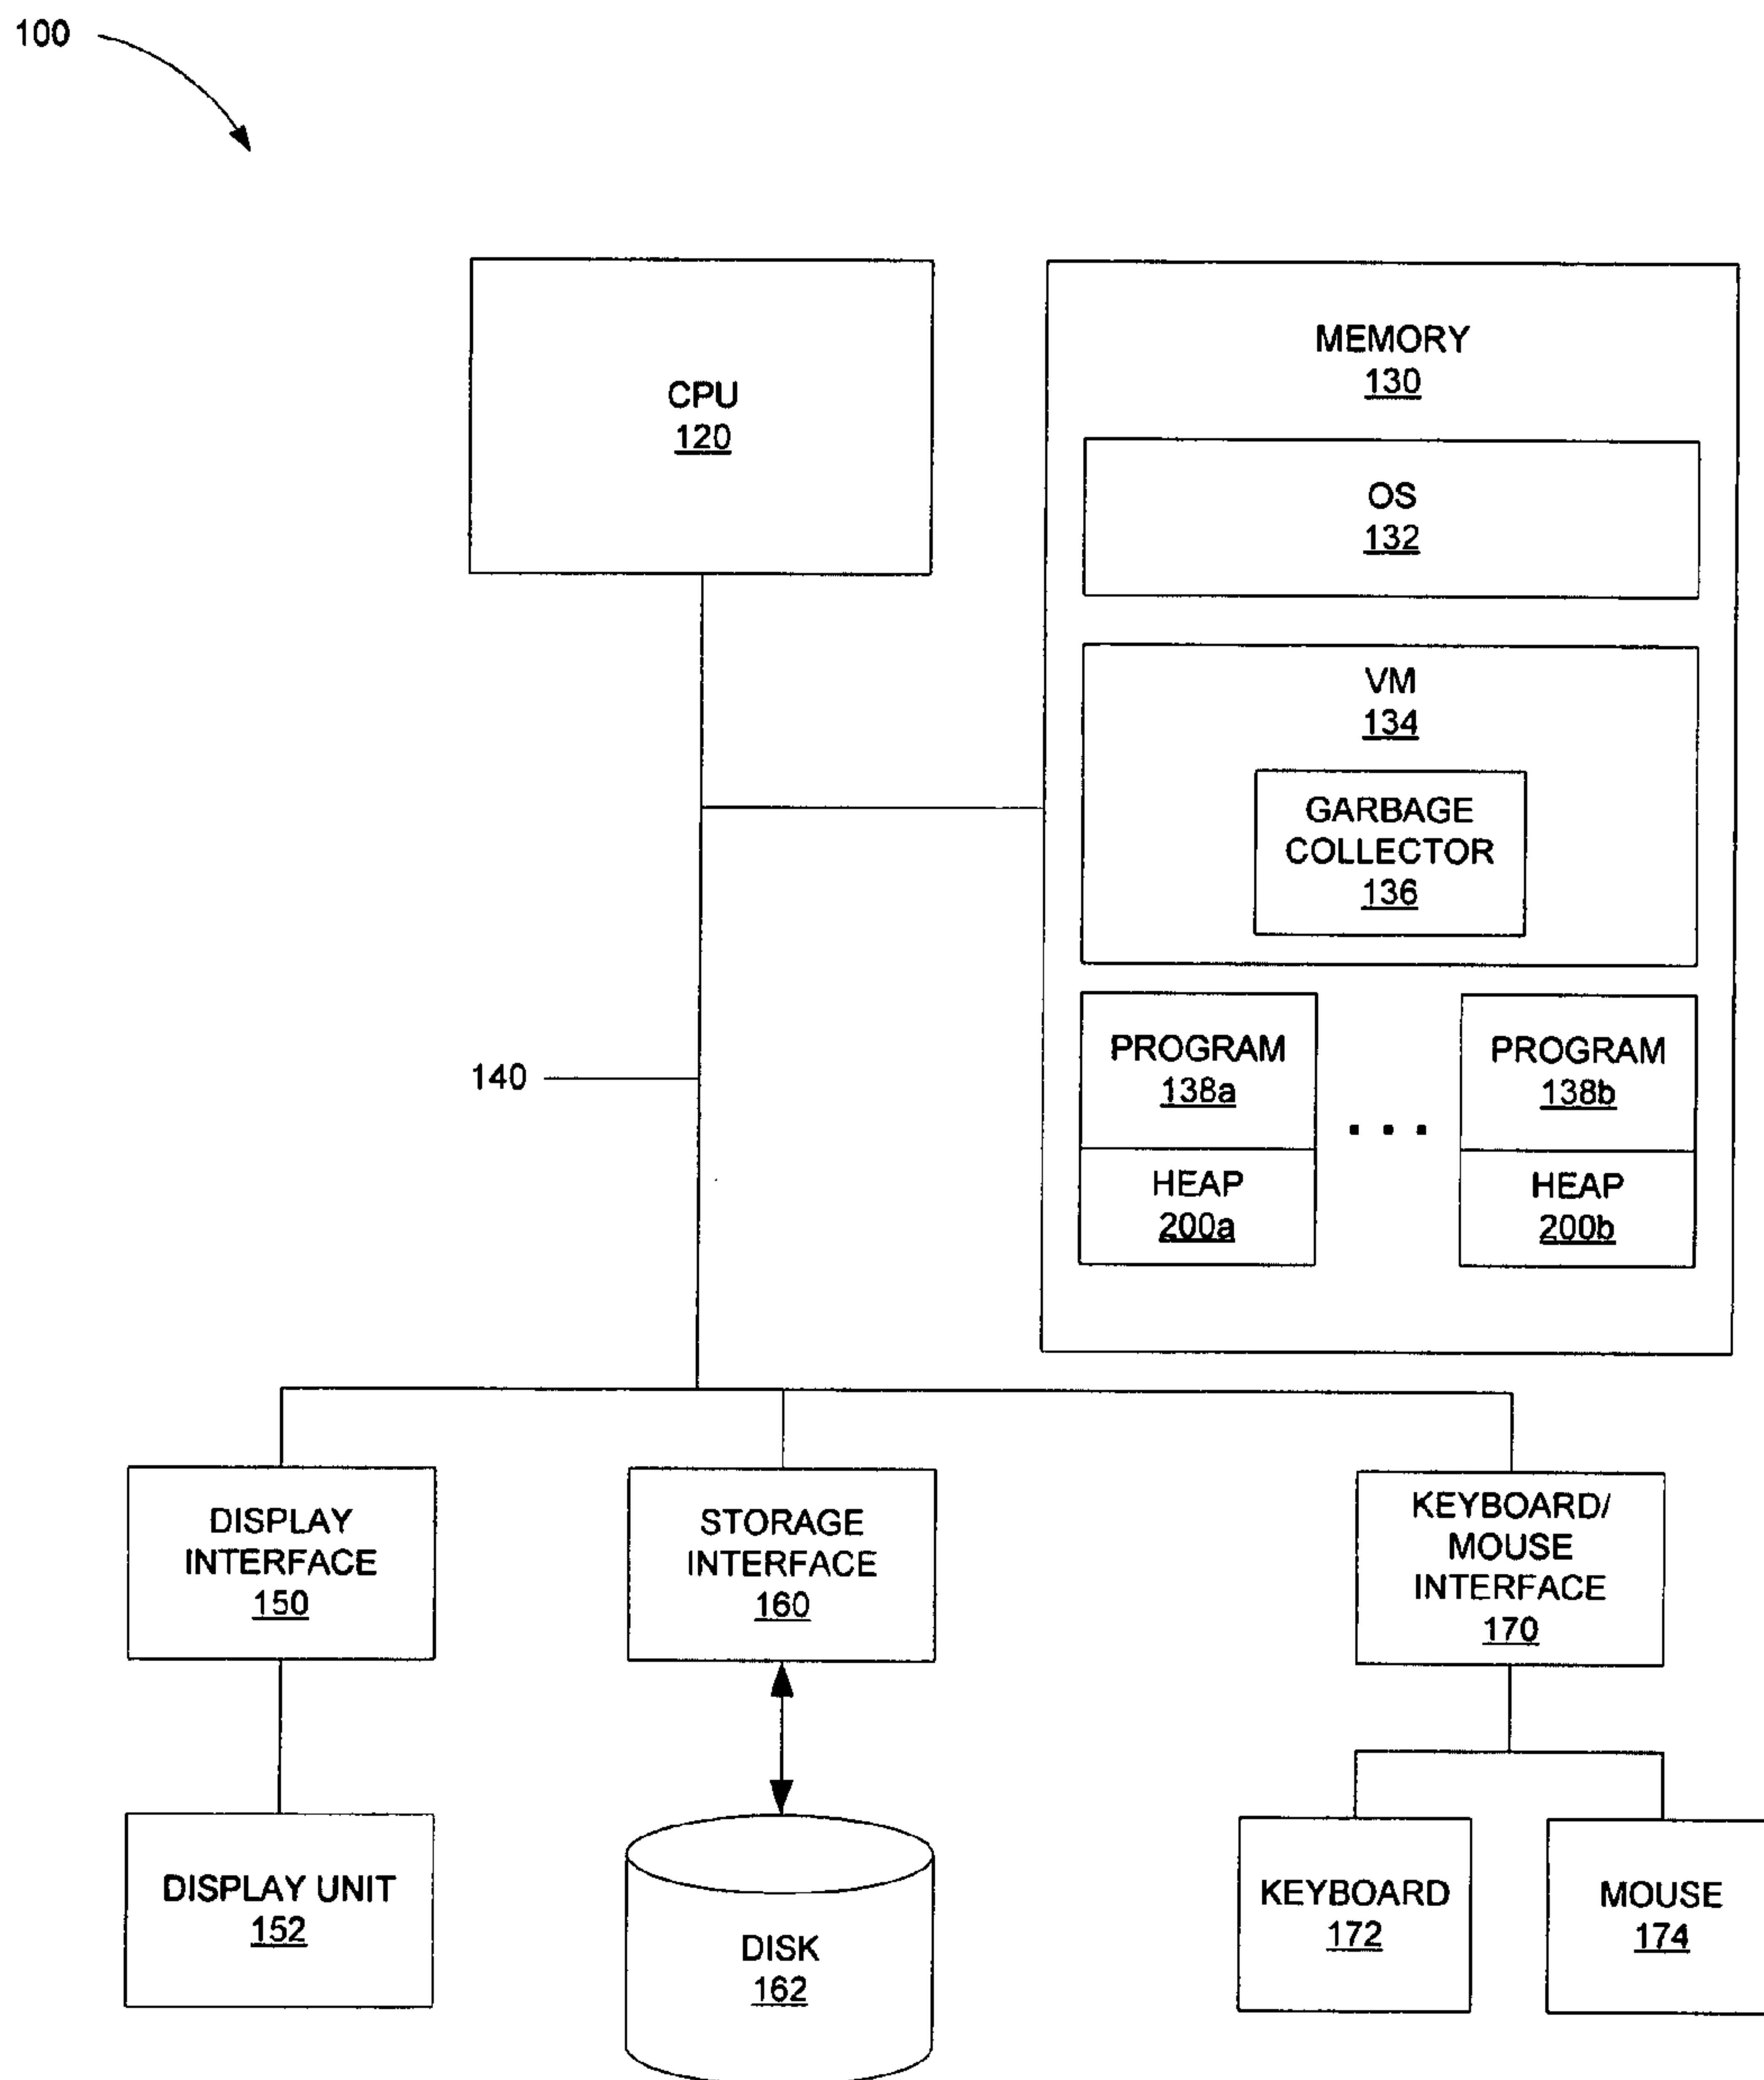 100
CPU
120
MEMORY
130
OS
132
VM
134
GARBAGE
COLLECTOR
136
PROGRAM
138a
HEAP
200a
. . .
PROGRAM
138b
HEAP
200b
140
DISPLAY
INTERFACE
150
STORAGE
INTERFACE
160
KEYBOARD/
MOUSE
INTERFACE
170
DISPLAY UNIT
152
DISK
162
KEYBOARD
172
MOUSE
174